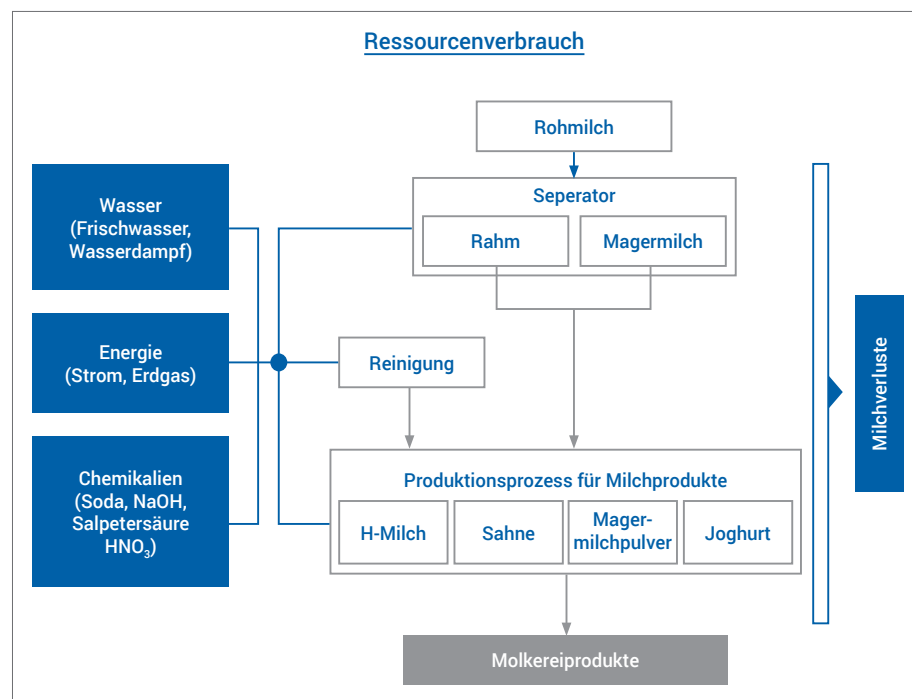 Ressourcenverbrauch
Rohmilch
Seperator
Rahm
Magermilch
Wasser
(Frischwasser,
Wasserdampf)
Energie
(Strom, Erdgas)
Chemikalien
(Soda, NaOH,
Salpetersäure
HNO₃)
Reinigung
Produktionsprozess für Milchprodukte
H-Milch
Sahne
Mager-
milchpulver
Joghurt
Molkereiprodukte
Milchverluste